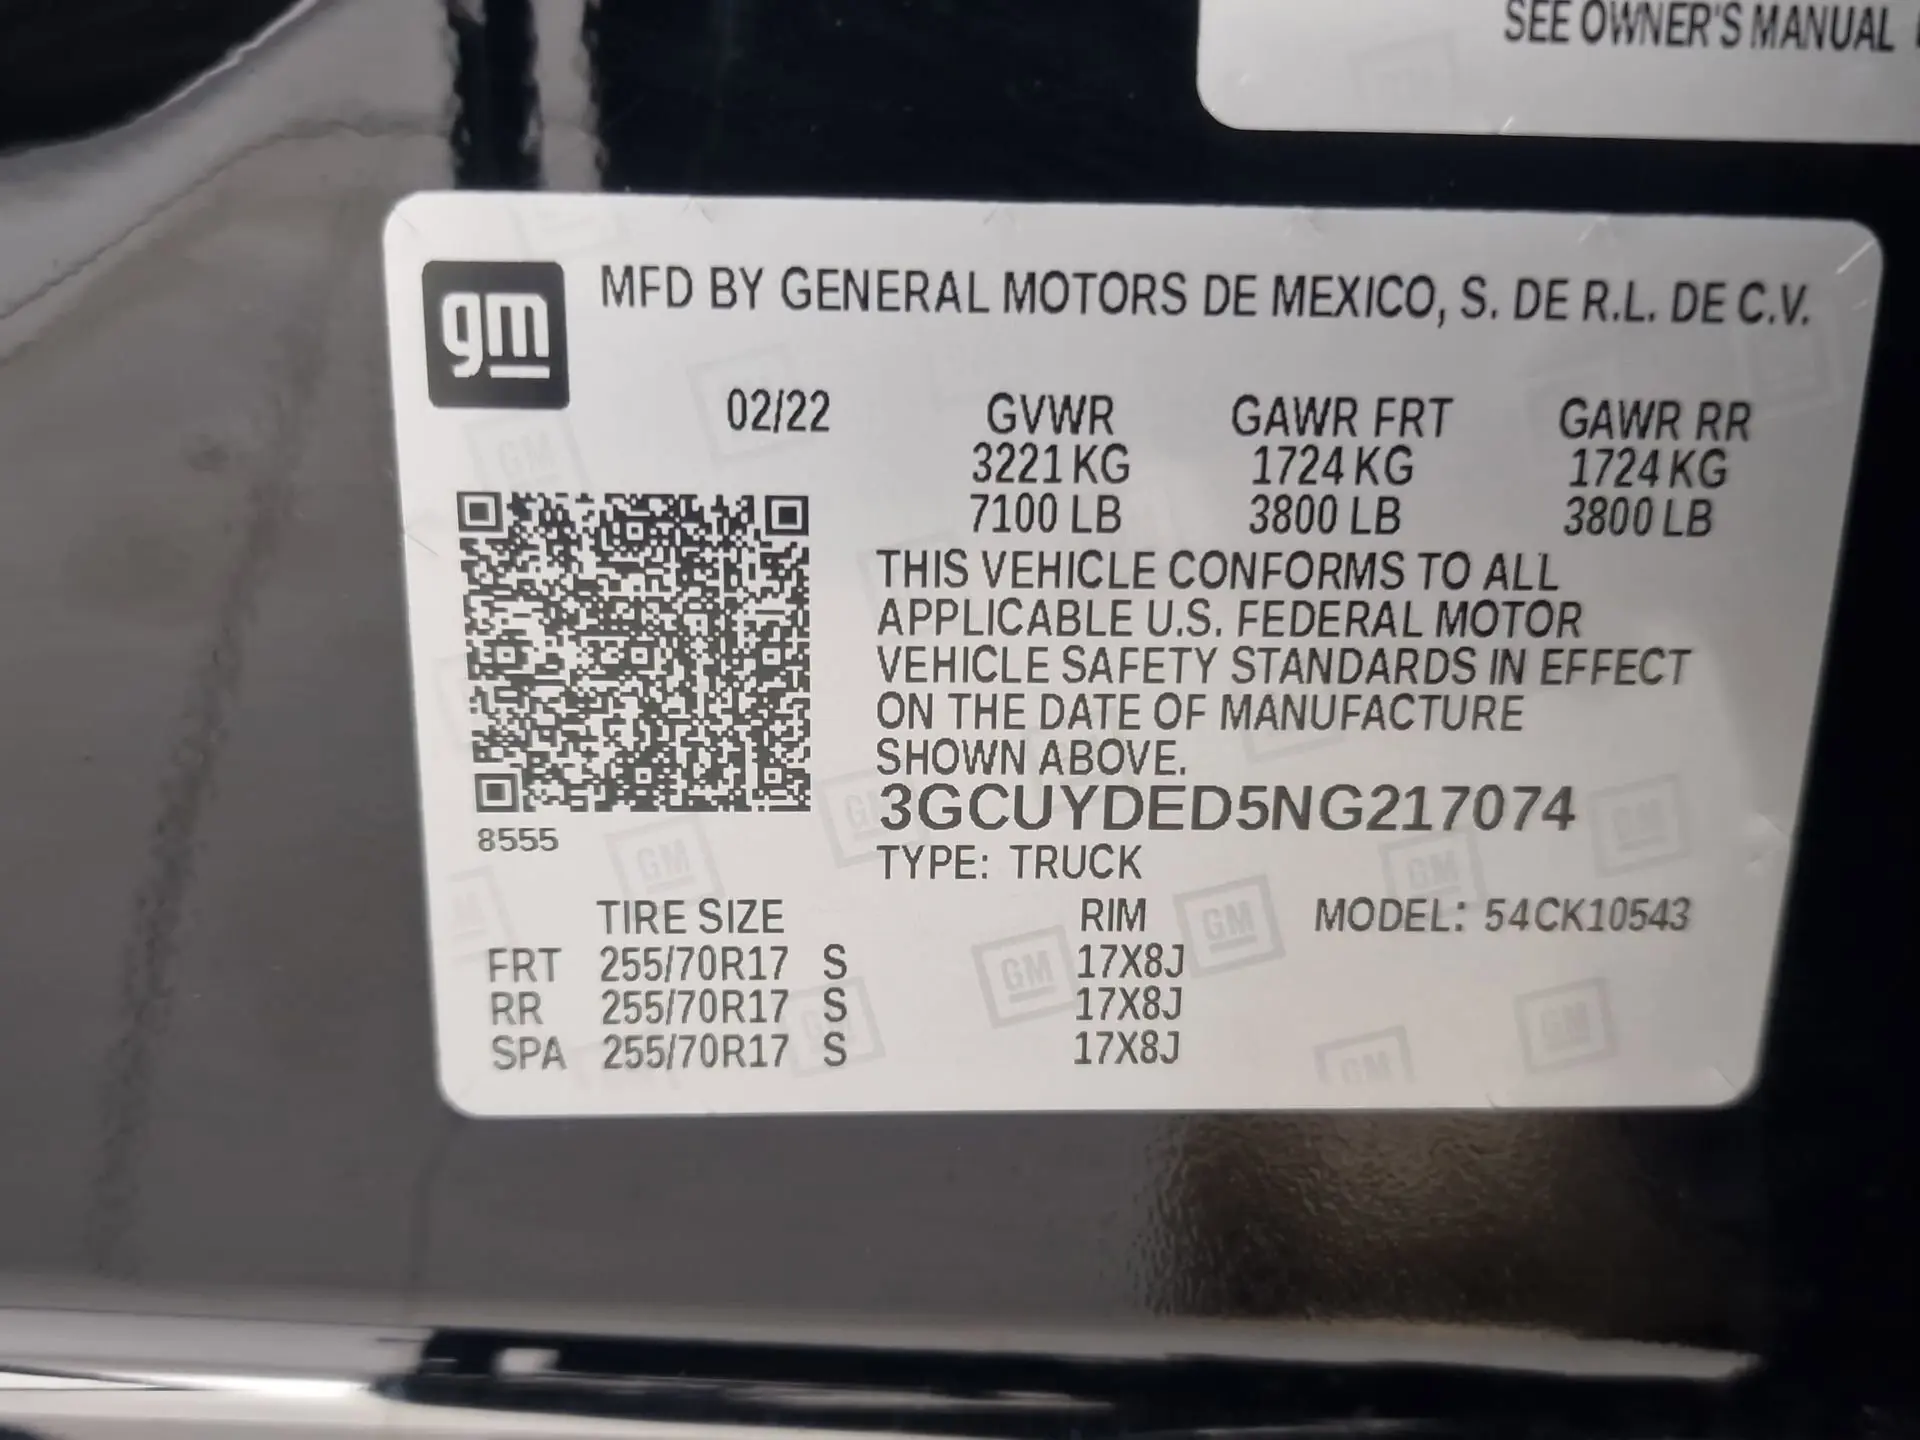 SEE OWNER'S MANUAL
gm
MFD BY GENERAL MOTORS DE MEXICO, S. DE R.L. DE C.V.
02/22 GVWR GAWR FRT GAWR RR
3221 KG 1724 KG 1724 KG
7100 LB 3800 LB 3800 LB
THIS VEHICLE CONFORMS TO ALL
APPLICABLE U.S. FEDERAL MOTOR
VEHICLE SAFETY STANDARDS IN EFFECT
ON THE DATE OF MANUFACTURE
SHOWN ABOVE.
3GCUYDED5NG217074
8555
TYPE: TRUCK
TIRE SIZE RIM MODEL: 54CK10543
FRT 255/70R17 S 17X8J
RR 255/70R17 S 17X8J
SPA 255/70R17 S 17X8J